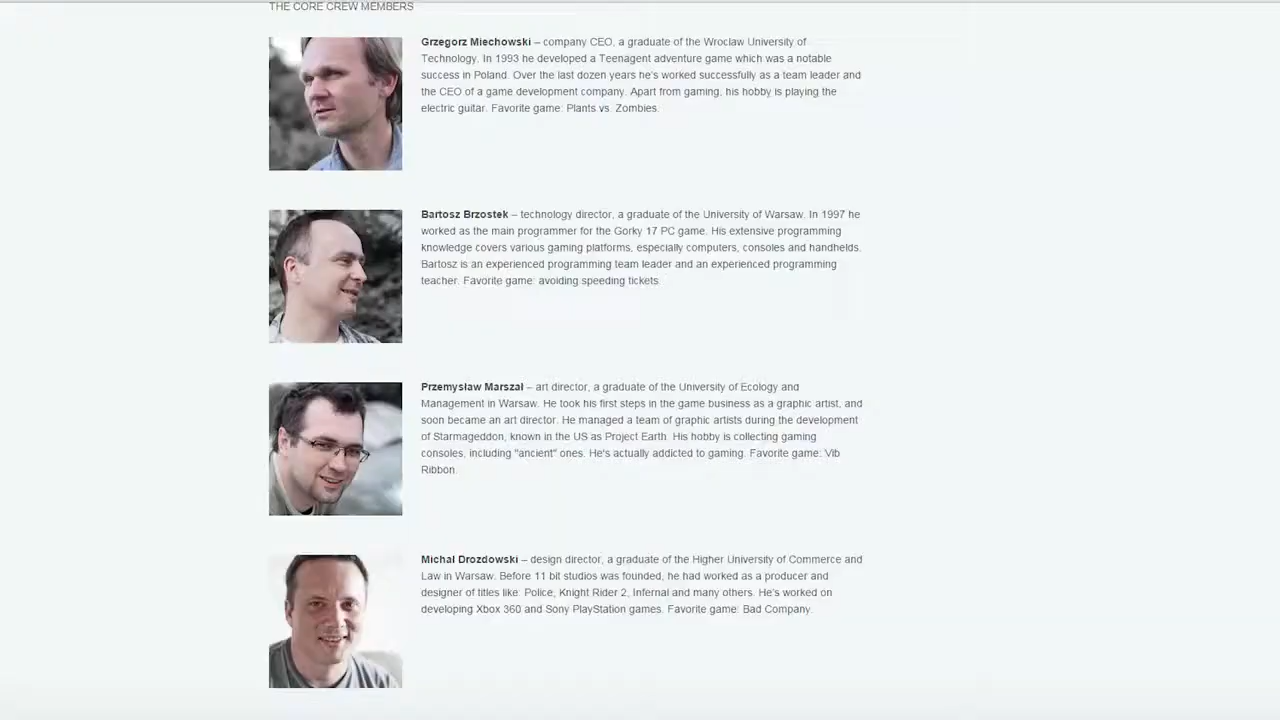 THE CORE CREW MEMBERS
Grzegorz Miechowski – company CEO, a graduate of the Wroclaw University of
Technology. In 1993 he developed a Teenagent adventure game which was a notable
success in Poland. Over the last dozen years he's worked successfully as a team leader and
the CEO of a game development company. Apart from gaming, his hobby is playing the
electric guitar. Favorite game: Plants vs. Zombies.
Bartosz Brzostek – technology director, a graduate of the University of Warsaw. In 1997 he
worked as the main programmer for the Gorky 17 PC game. His extensive programming
knowledge covers various gaming platforms, especially computers, consoles and handhelds.
Bartosz is an experienced programming team leader and an experienced programming
teacher. Favorite game: avoiding speeding tickets.
Przemysław Marszał – art director, a graduate of the University of Ecology and
Management in Warsaw. He took his first steps in the game business as a graphic artist, and
soon became an art director. He managed a team of graphic artists during the development
of Starmageddon, known in the US as Project Earth. His hobby is collecting gaming
consoles, including "ancient" ones. He's actually addicted to gaming. Favorite game: Vib
Ribbon.
Michał Drozdowski – design director, a graduate of the Higher University of Commerce and
Law in Warsaw. Before 11 bit studios was founded, he had worked as a producer and
designer of titles like: Police, Knight Rider 2, Infernal and many others. He's worked on
developing Xbox 360 and Sony PlayStation games. Favorite game: Bad Company.